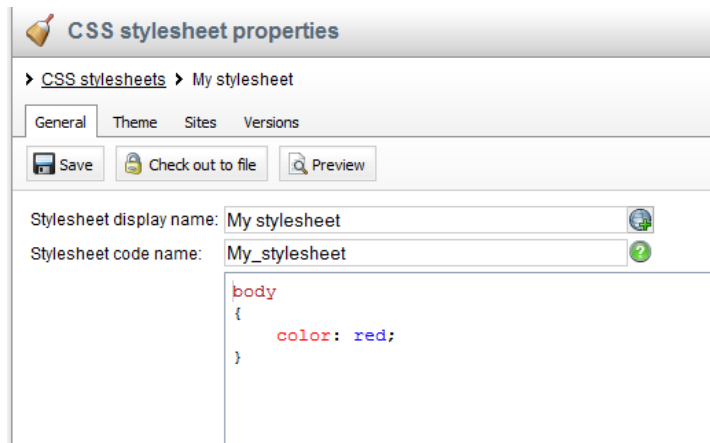 CSS stylesheet properties
CSS stylesheets My stylesheet
General Theme Sites Versions
Save Check out to file Preview
Stylesheet display name: My stylesheet
Stylesheet code name: My_stylesheet ?
body
{
color: red;
}